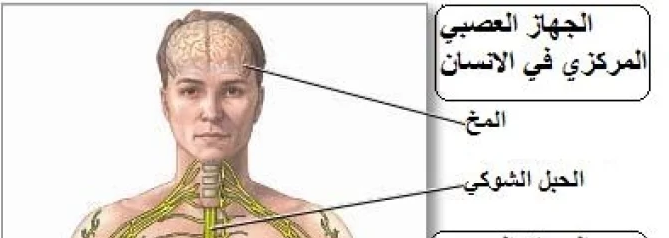 الجهاز العصبي
المركزي في الانسان
المخ
الحبل الشوكي